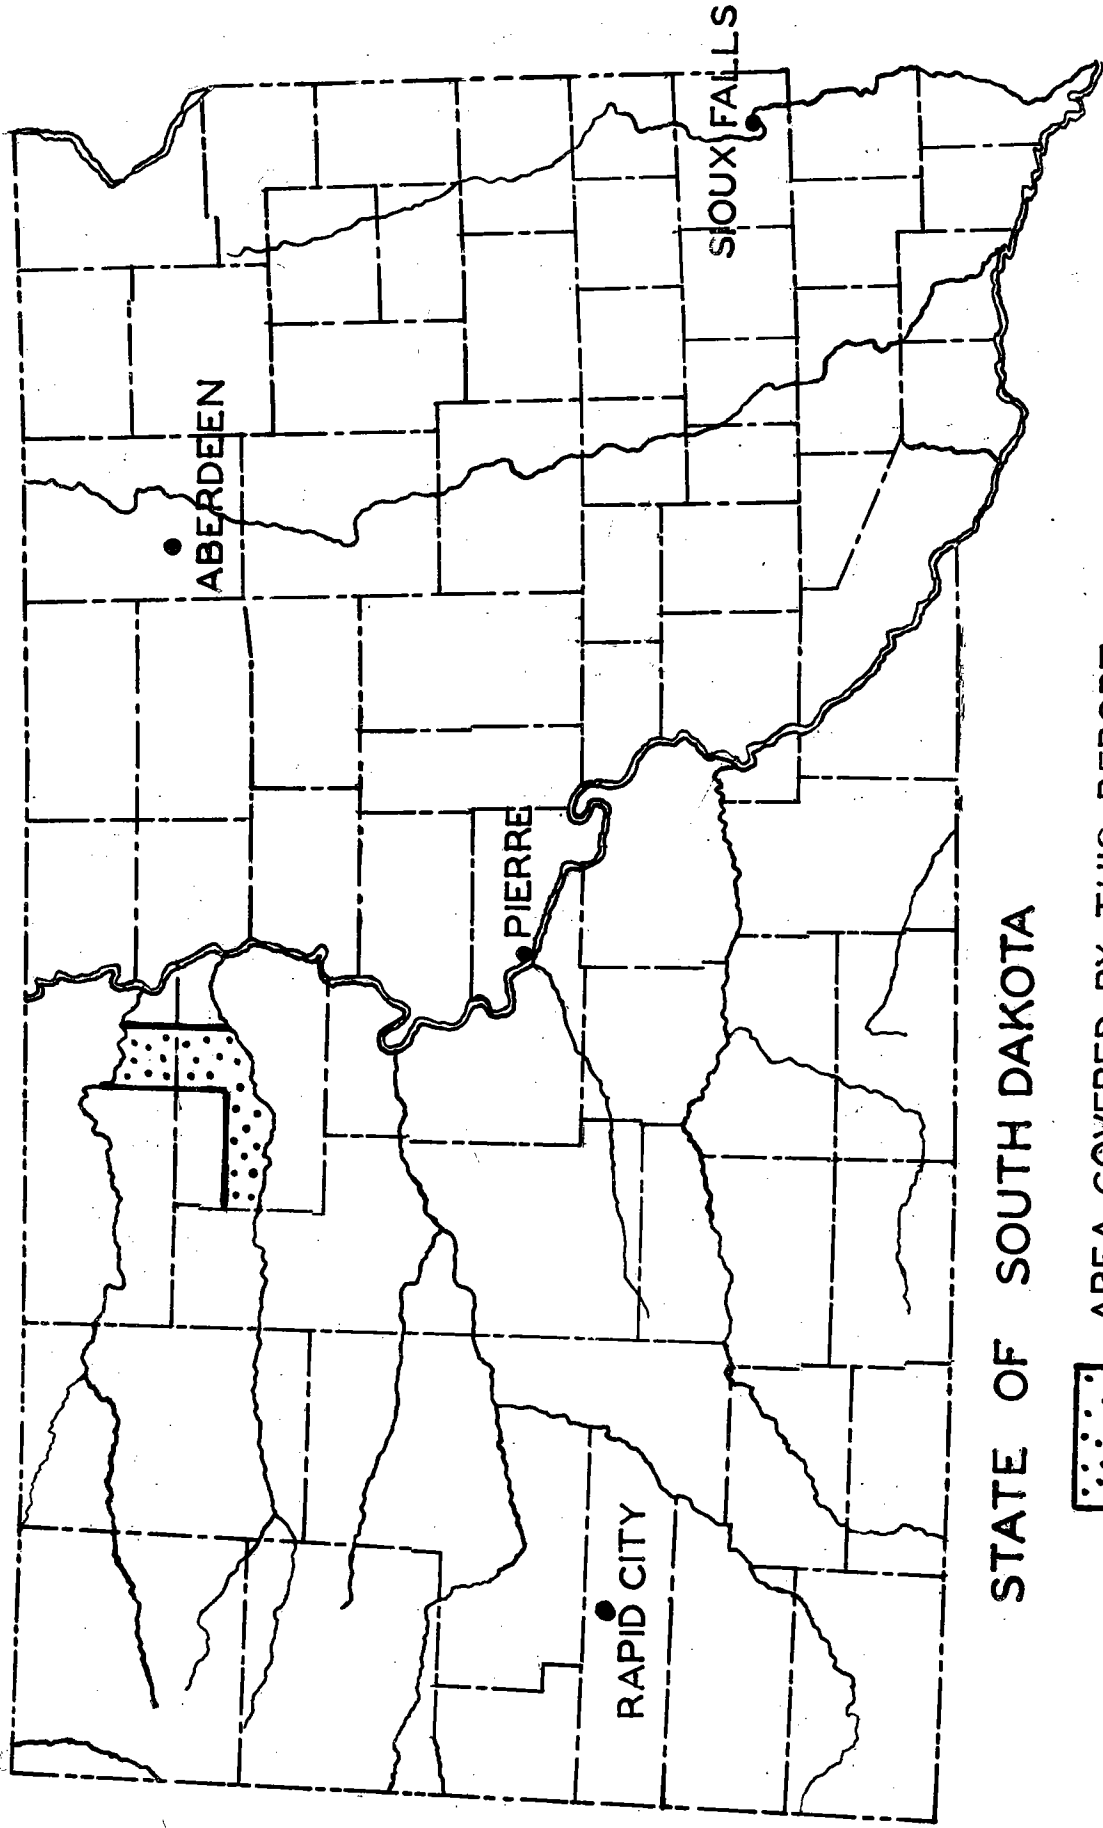 ABERDEEN
SIOUX FALLS
PIERRE
RAPID CITY
STATE OF SOUTH DAKOTA
AREA COVERED BY THIS REPORT